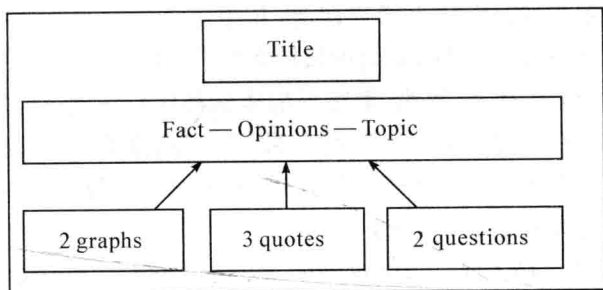 Title
Fact — Opinions — Topic
2 graphs
3 quotes
2 questions